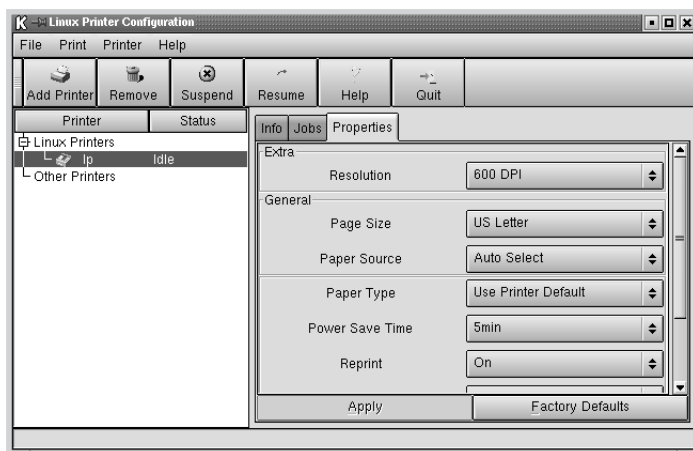 Linux Printer Configuration
File Print Printer Help
Add Printer Remove Suspend Resume Help Quit
Printer Status
Linux Printers
lp Idle
Other Printers
Info Jobs Properties
Extra
Resolution 600 DPI
General
Page Size US Letter
Paper Source Auto Select
Paper Type Use Printer Default
Power Save Time 5min
Reprint On
Apply Factory Defaults